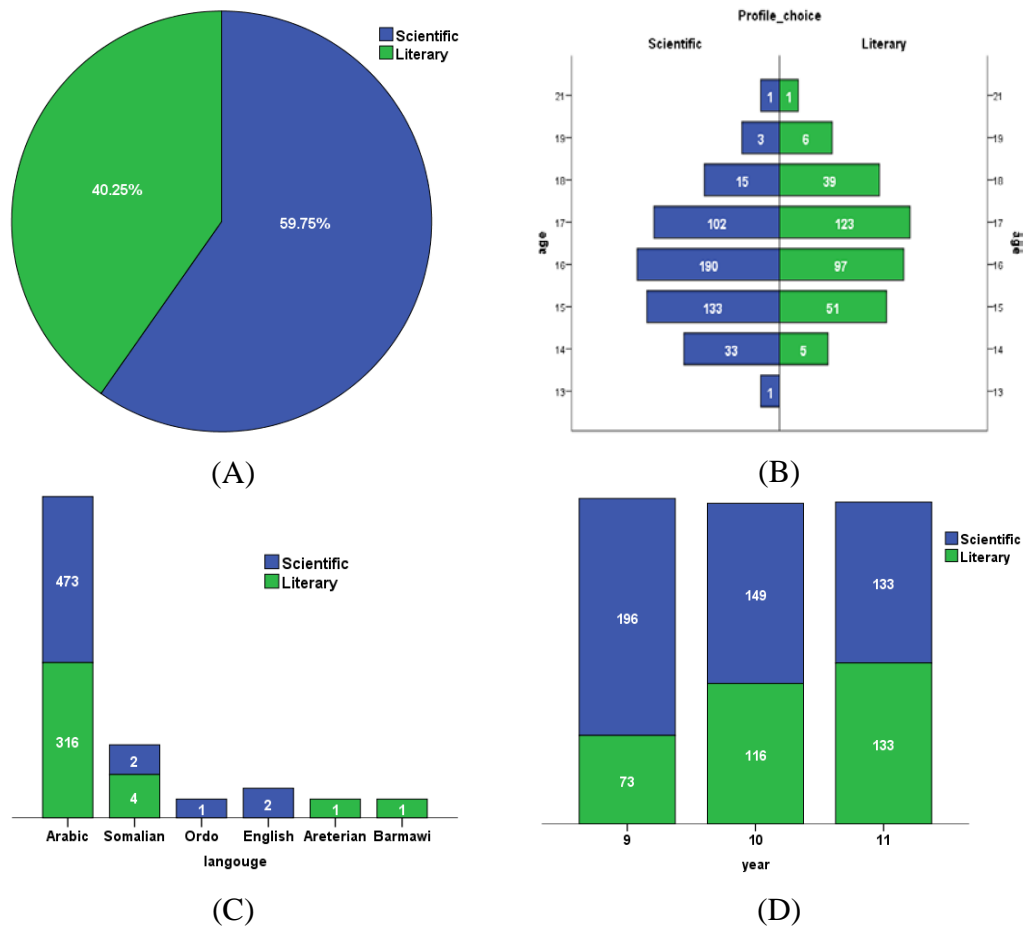 Scientific
Literary
40.25%
59.75%
(A)
Profile_choice
Scientific Literary
21 1 1 21
19 3 6 19
18 15 39 18
17 102 123 17
age age
16 190 97 16
15 133 51 15
14 33 5 14
13 1 13
(B)
Scientific
Literary
473
316
2
4
1
2
1
1
Arabic Somalian Ordo English Areterian Barmawi
langouge
(C)
Scientific
Literary
196
149
133
73
116
133
9 10 11
year
(D)